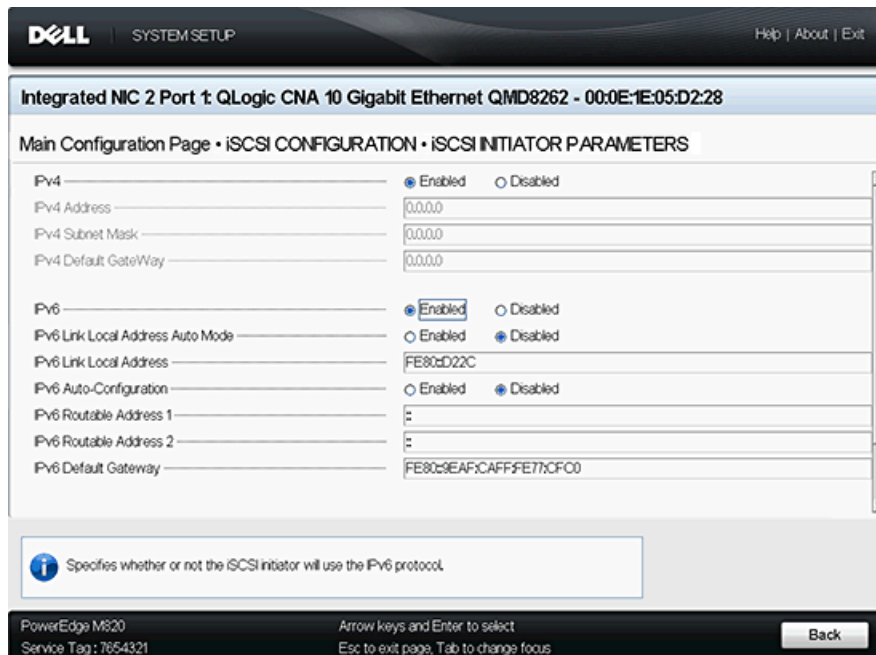 DELL SYSTEM SETUP Help | About | Exit
Integrated NIC 2 Port 1: QLogic CNA 10 Gigabit Ethernet QMD8262 - 00:0E:1E:05:D2:28
Main Configuration Page • iSCSI CONFIGURATION • iSCSI INITIATOR PARAMETERS
IPv4 Enabled Disabled
IPv4 Address 0.0.0.0
IPv4 Subnet Mask 0.0.0.0
IPv4 Default GateWay 0.0.0.0
IPv6 Enabled Disabled
IPv6 Link Local Address Auto Mode Enabled Disabled
IPv6 Link Local Address FE80::D22C
IPv6 Auto-Configuration Enabled Disabled
IPv6 Routable Address 1 ::
IPv6 Routable Address 2 ::
IPv6 Default Gateway FE80::9EAF:CAFF:FE77:CFC0
Specifies whether or not the iSCSI initiator will use the IPv6 protocol.
PowerEdge M820 Arrow keys and Enter to select
Service Tag : 7654321 Esc to exit page, Tab to change focus
Back